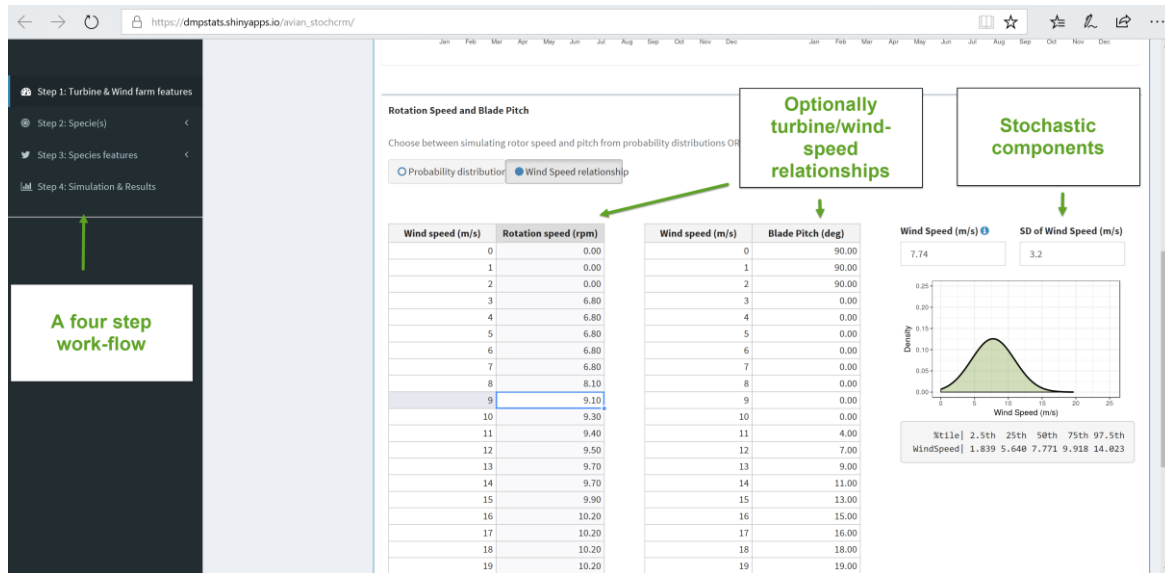 https://dmpstats.shinyapps.io/avian_stochcrm/
Jan Feb Mar Apr May Jun Jul Aug Sep Oct Nov Dec
Jan Feb Mar Apr May Jun Jul Aug Sep Oct Nov Dec
Step 1: Turbine & Wind farm features
Step 2: Specie(s)
Step 3: Species features
Step 4: Simulation & Results
A four step
work-flow
Rotation Speed and Blade Pitch
Choose between simulating rotor speed and pitch from probability distributions OR
Probability distribution Wind Speed relationship
Optionally
turbine/wind-
speed
relationships
Stochastic
components
Wind speed (m/s) Rotation speed (rpm)
0 0.00
1 0.00
2 0.00
3 6.80
4 6.80
5 6.80
6 6.80
7 6.80
8 8.10
9 9.10
10 9.30
11 9.40
12 9.50
13 9.70
14 9.70
15 9.90
16 10.20
17 10.20
18 10.20
19 10.20
Wind speed (m/s) Blade Pitch (deg)
0 90.00
1 90.00
2 90.00
3 0.00
4 0.00
5 0.00
6 0.00
7 0.00
8 0.00
9 0.00
10 0.00
11 4.00
12 7.00
13 9.00
14 11.00
15 13.00
16 15.00
17 16.00
18 18.00
19 19.00
Wind Speed (m/s) SD of Wind Speed (m/s)
7.74 3.2
Density
0.25
0.20
0.15
0.10
0.05
0.00
0 5 10 15 20 25
Wind Speed (m/s)
%tile| 2.5th 25th 50th 75th 97.5th
WindSpeed| 1.839 5.640 7.771 9.918 14.023